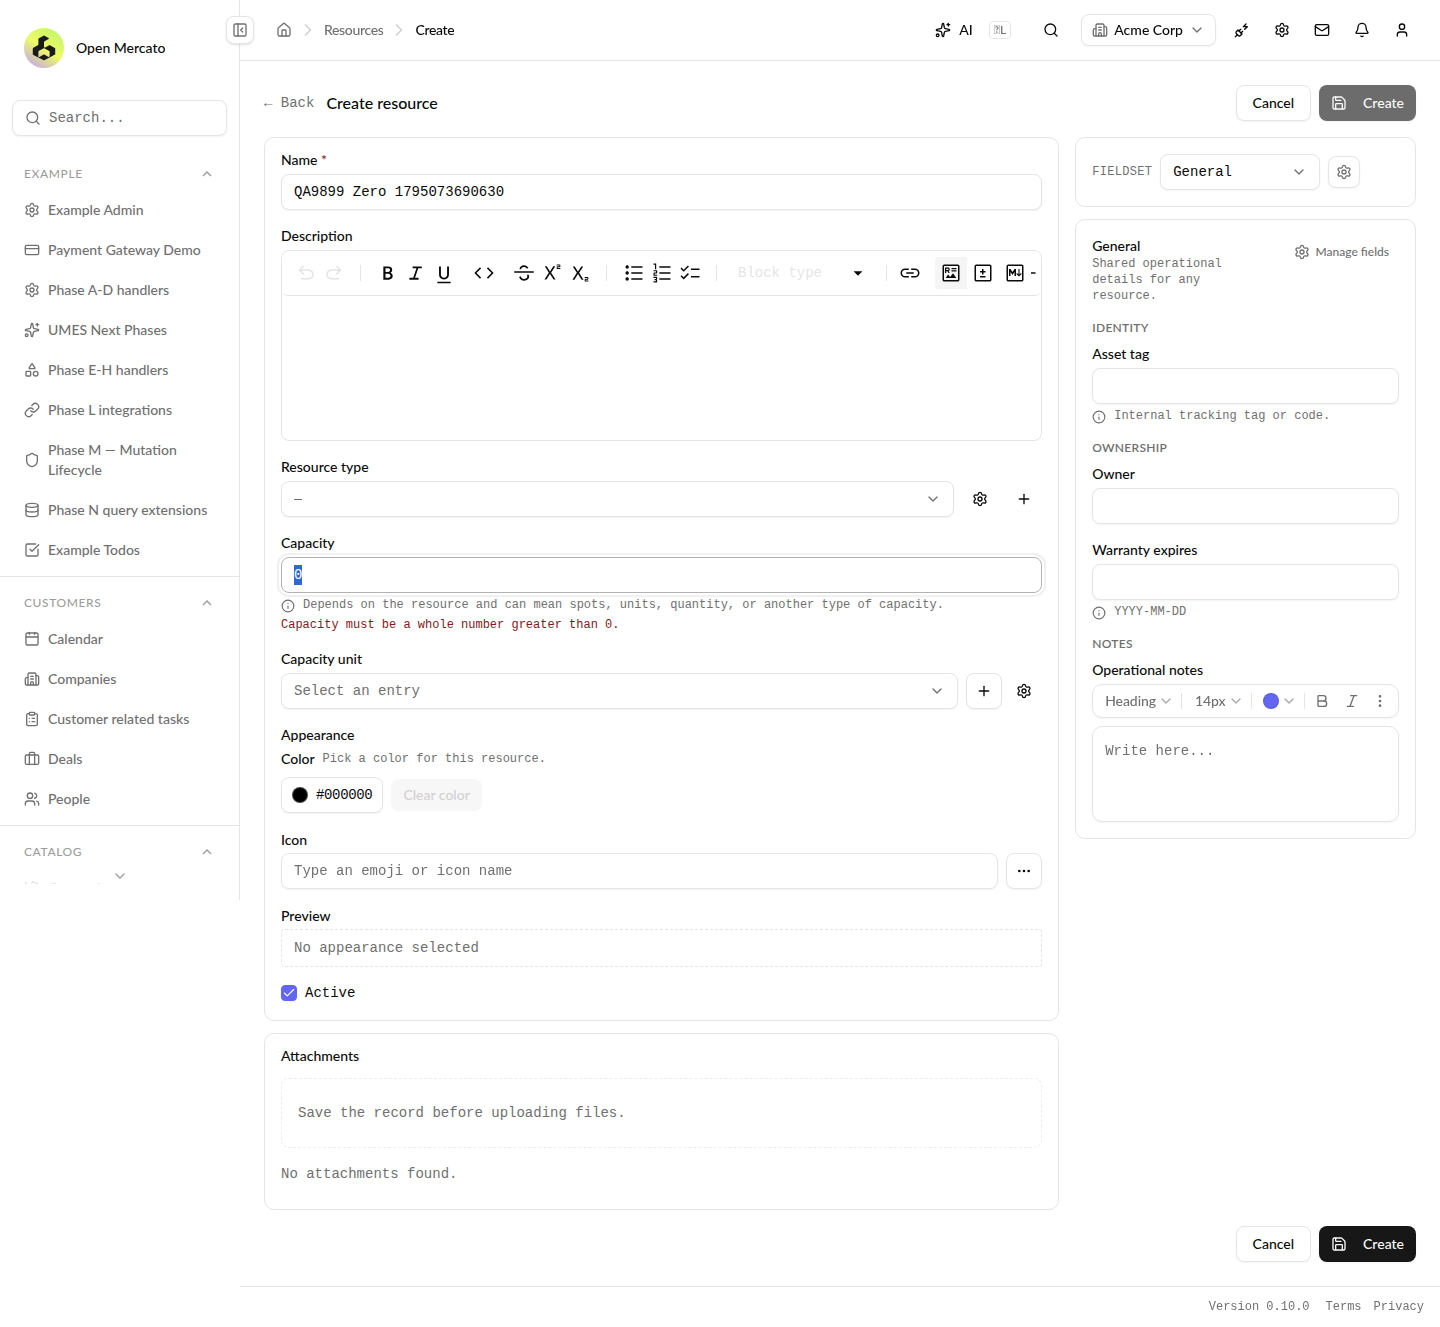 Open Mercato
Search...
EXAMPLE
Example Admin
Payment Gateway Demo
Phase A-D handlers
UMES Next Phases
Phase E-H handlers
Phase L integrations
Phase M — Mutation
Lifecycle
Phase N query extensions
Example Todos
CUSTOMERS
Calendar
Companies
Customer related tasks
Deals
People
CATALOG
Resources
Create
AI
L
Acme Corp
← Back
Create resource
Cancel
Create
Name *
QA9899 Zero 1795073690630
Description
Block type
Resource type
—
Capacity
0
Depends on the resource and can mean spots, units, quantity, or another type of capacity.
Capacity must be a whole number greater than 0.
Capacity unit
Select an entry
Appearance
Color Pick a color for this resource.
#000000
Clear color
Icon
Type an emoji or icon name
Preview
No appearance selected
Active
Attachments
Save the record before uploading files.
No attachments found.
FIELDSET
General
General
Manage fields
Shared operational
details for any
resource.
IDENTITY
Asset tag
Internal tracking tag or code.
OWNERSHIP
Owner
Warranty expires
YYYY-MM-DD
NOTES
Operational notes
Heading
14px
Write here...
Cancel
Create
Version 0.10.0
Terms
Privacy